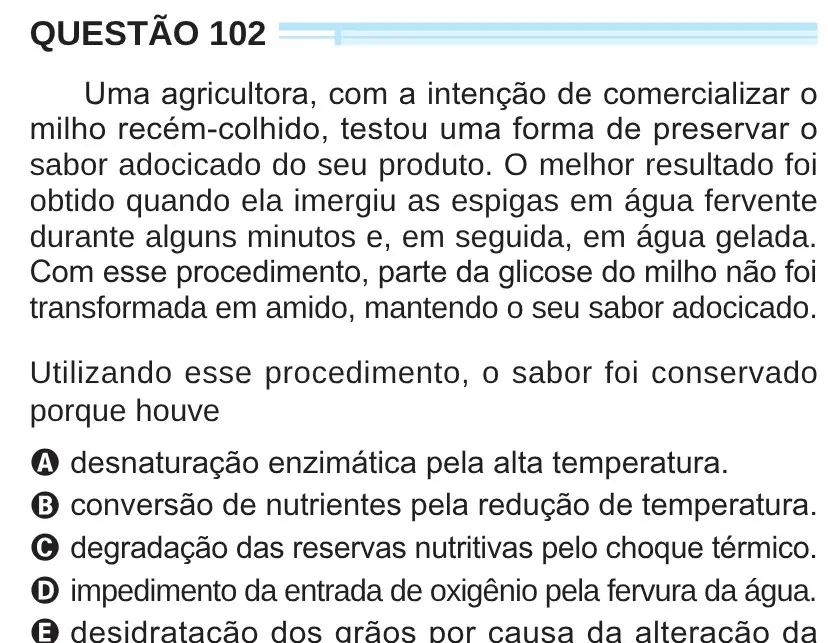 QUESTÃO 102
Uma agricultora, com a intenção de comercializar o
milho recém-colhido, testou uma forma de preservar o
sabor adocicado do seu produto. O melhor resultado foi
obtido quando ela imergiu as espigas em água fervente
durante alguns minutos e, em seguida, em água gelada.
Com esse procedimento, parte da glicose do milho não foi
transformada em amido, mantendo o seu sabor adocicado.
Utilizando esse procedimento, o sabor foi conservado
porque houve
A desnaturação enzimática pela alta temperatura.
B conversão de nutrientes pela redução de temperatura.
C degradação das reservas nutritivas pelo choque térmico.
D impedimento da entrada de oxigênio pela fervura da água.
E desidratação dos grãos por causa da alteração da